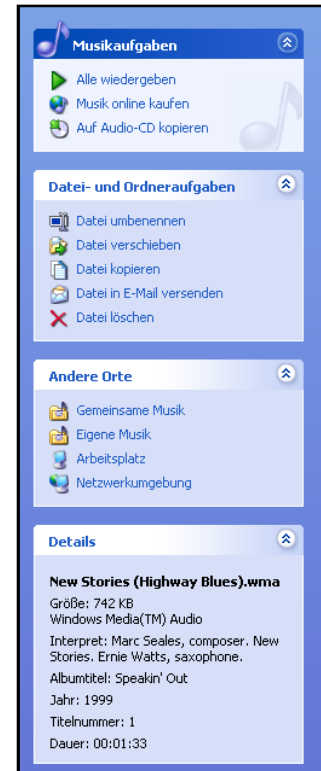 Musikaufgaben
Alle wiedergeben
Musik online kaufen
Auf Audio-CD kopieren
Datei- und Ordneraufgaben
Datei umbenennen
Datei verschieben
Datei kopieren
Datei in E-Mail versenden
Datei löschen
Andere Orte
Gemeinsame Musik
Eigene Musik
Arbeitsplatz
Netzwerkumgebung
Details
New Stories (Highway Blues).wma
Größe: 742 KB
Windows Media(TM) Audio
Interpret: Marc Seales, composer. New
Stories. Ernie Watts, saxophone.
Albumtitel: Speakin' Out
Jahr: 1999
Titelnummer: 1
Dauer: 00:01:33